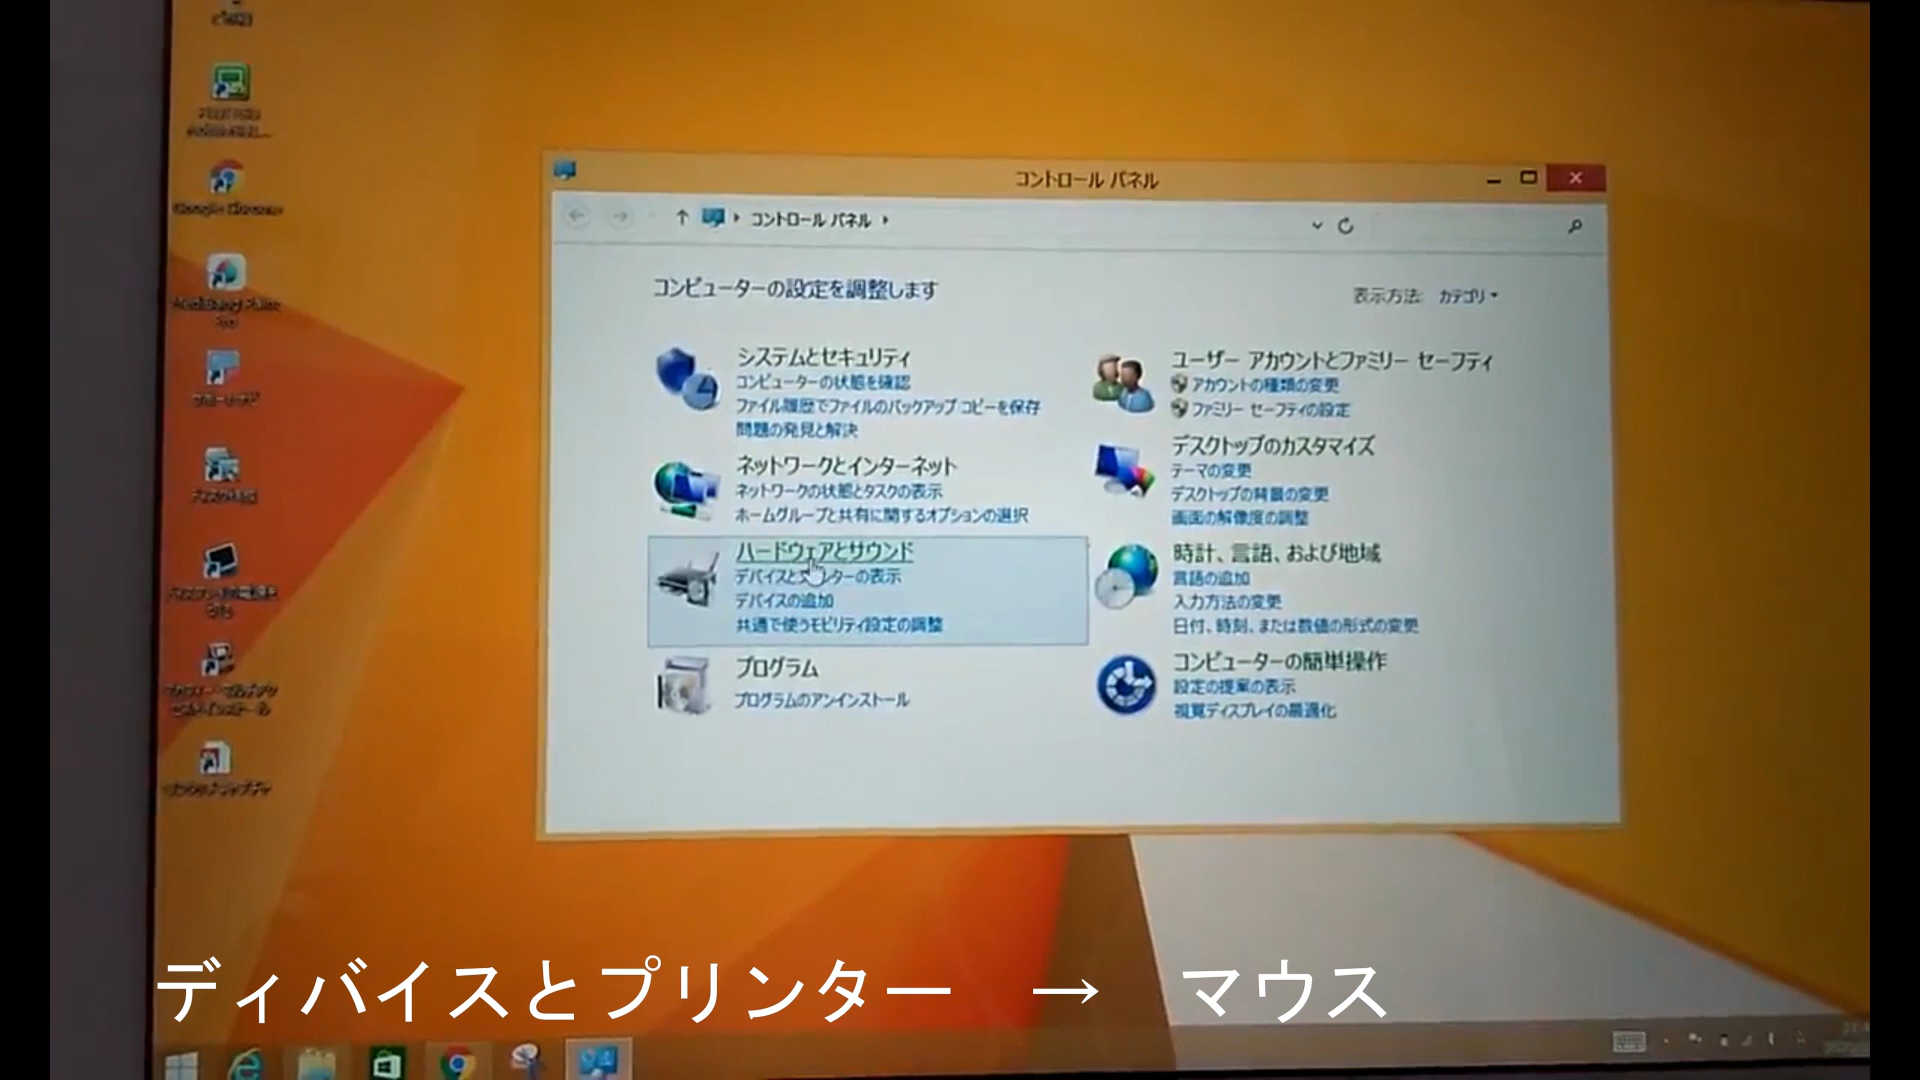 Google Chrome
コントロール パネル
コントロール パネル
コンピューターの設定を調整します
表示方法: カテゴリ
システムとセキュリティ
コンピューターの状態を確認
ファイル履歴でファイルのバックアップ コピーを保存
問題の発見と解決
ネットワークとインターネット
ネットワークの状態とタスクの表示
ホームグループと共有に関するオプションの選択
ハードウェアとサウンド
デバイスと ターの表示
デバイスの追加
共通で使うモビリティ設定の調整
プログラム
プログラムのアンインストール
ユーザー アカウントとファミリー セーフティ
アカウントの種類の変更
ファミリー セーフティの設定
デスクトップのカスタマイズ
テーマの変更
デスクトップの背景の変更
画面の解像度の調整
時計、言語、および地域
言語の追加
入力方法の変更
日付、時刻、または数値の形式の変更
コンピューターの簡単操作
設定の提案の表示
視覚ディスプレイの最適化
ディバイスとプリンター → マウス